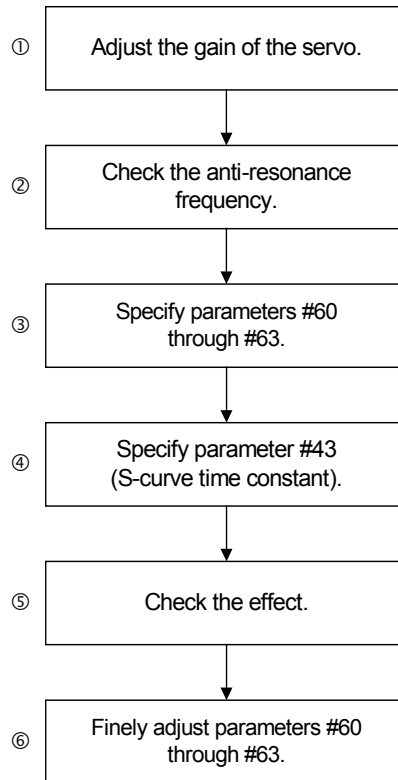 ① Adjust the gain of the servo.
② Check the anti-resonance
frequency.
③ Specify parameters #60
through #63.
④ Specify parameter #43
(S-curve time constant).
⑤ Check the effect.
⑥ Finely adjust parameters #60
through #63.